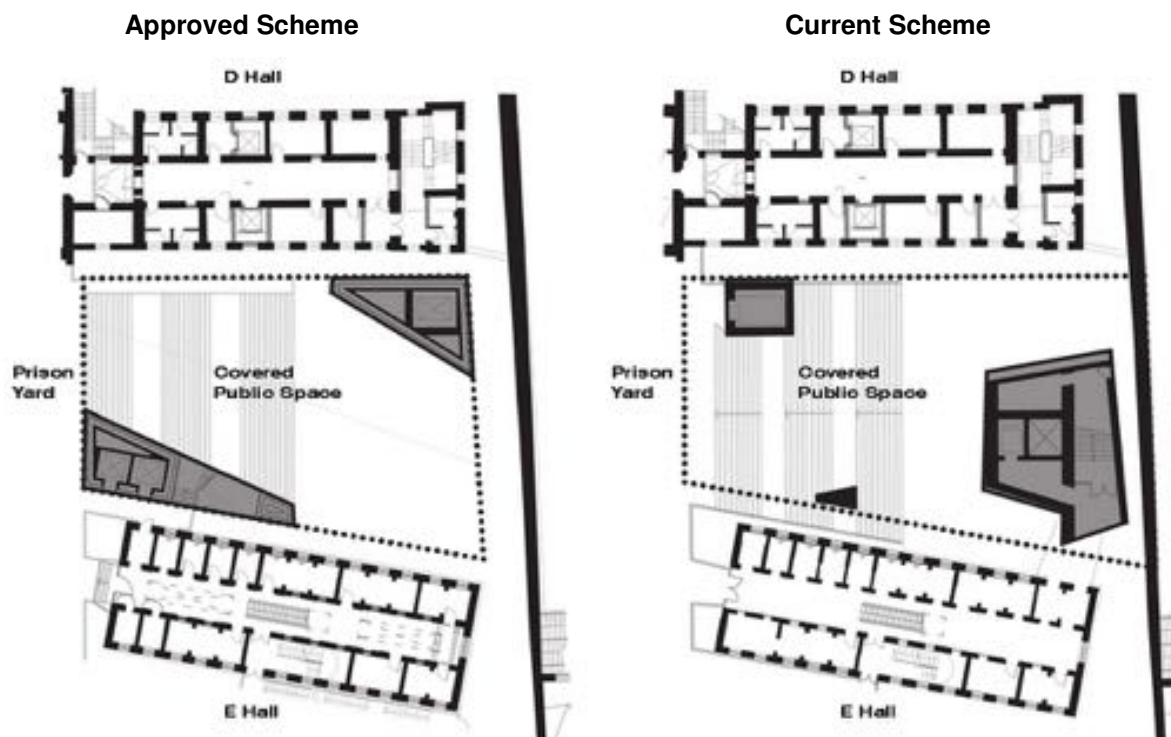 Approved Scheme
Current Scheme
D Hall
D Hall
Prison
Yard
Covered
Public Space
Prison
Yard
Covered
Public Space
E Hall
E Hall